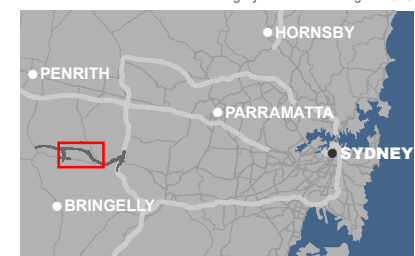 HORNSBY
PENRITH
PARRAMATTA
SYDNEY
BRINGELLY